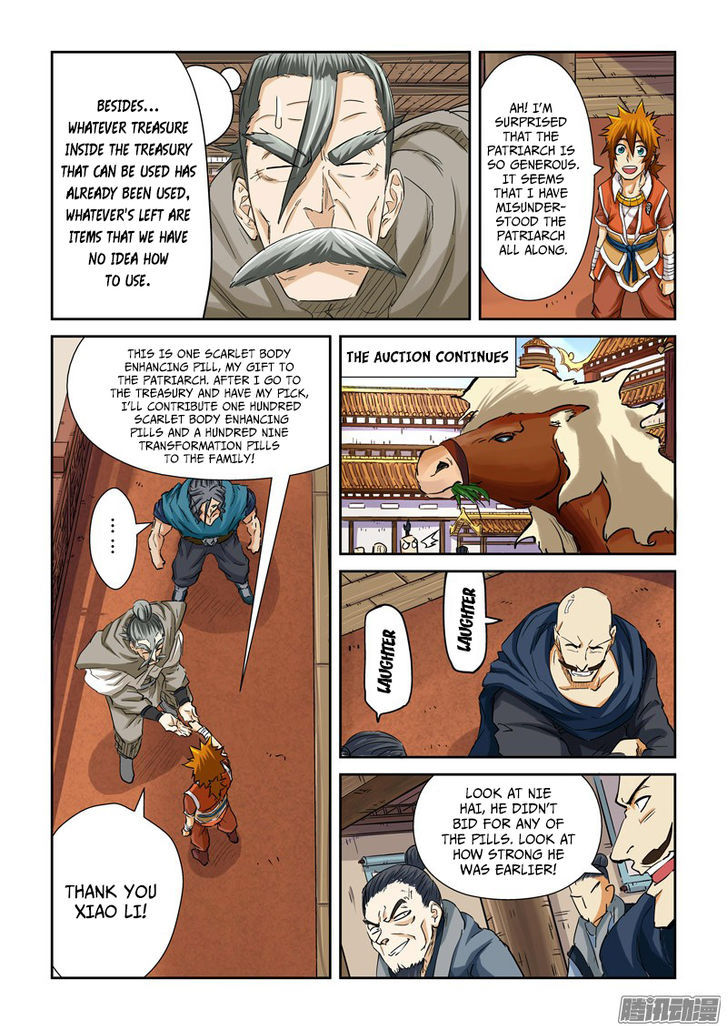 BESIDES...
WHATEVER TREASURE
INSIDE THE TREASURY
THAT CAN BE USED HAS
ALREADY BEEN USED,
WHATEVER'S LEFT ARE
ITEMS THAT WE HAVE
NO IDEA HOW
TO USE.
AH! I'M
SURPRISED
THAT THE
PATRIARCH IS
SO GENEROUS.
IT SEEMS
THAT I HAVE
MISUNDER-
STOOD THE
PATRIARCH
ALL ALONG.
THIS IS ONE SCARLET BODY
ENHANCING PILL, MY GIFT
TO THE PATRIARCH. AFTER I GO
TO THE TREASURY AND HAVE MY PICK,
I'LL CONTRIBUTE ONE HUNDRED
SCARLET BODY ENHANCING
PILLS AND A HUNDRED NINE
TRANSFORMATION PILLS
TO THE FAMILY!
......
THANK YOU
XIAO LI!
THE AUCTION CONTINUES
LAUGHTER
LAUGHTER
LOOK AT NIE
HAI, HE DIDN'T
BID FOR ANY OF
THE PILLS. LOOK AT
HOW STRONG HE
WAS EARLIER!
腾讯动漫